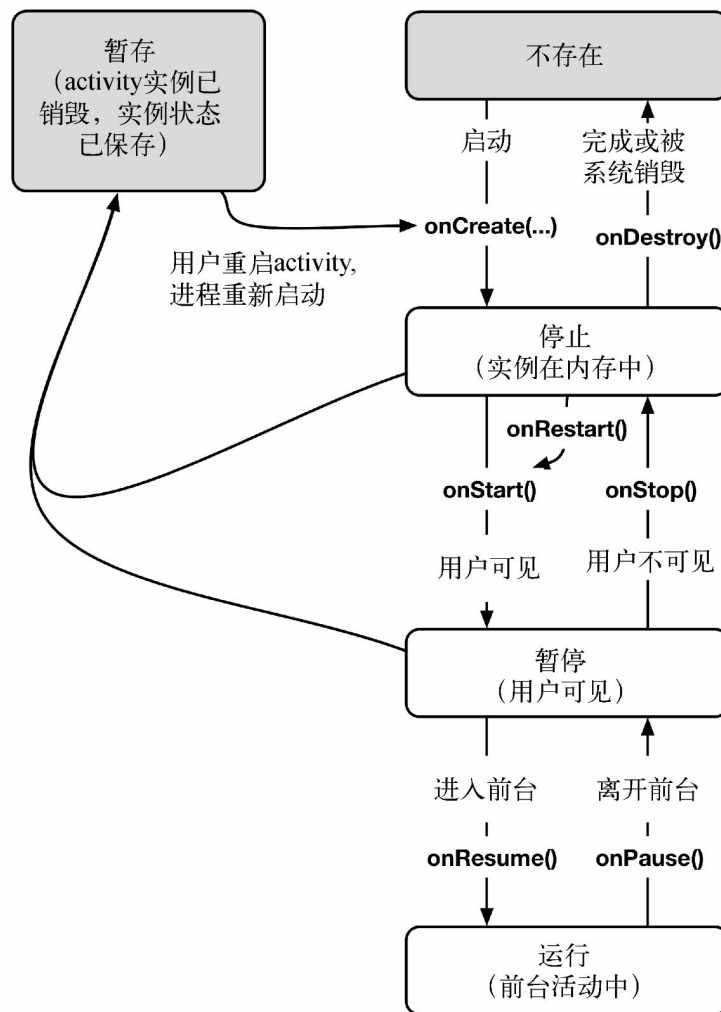 暂存
（activity实例已
销毁，实例状态
已保存）
不存在
启动
完成或被
系统销毁
onCreate(...)
onDestroy()
用户重启activity,
进程重新启动
停止
（实例在内存中）
onRestart()
onStart()
onStop()
用户可见
用户不可见
暂停
（用户可见）
进入前台
离开前台
onResume()
onPause()
运行
（前台活动中）